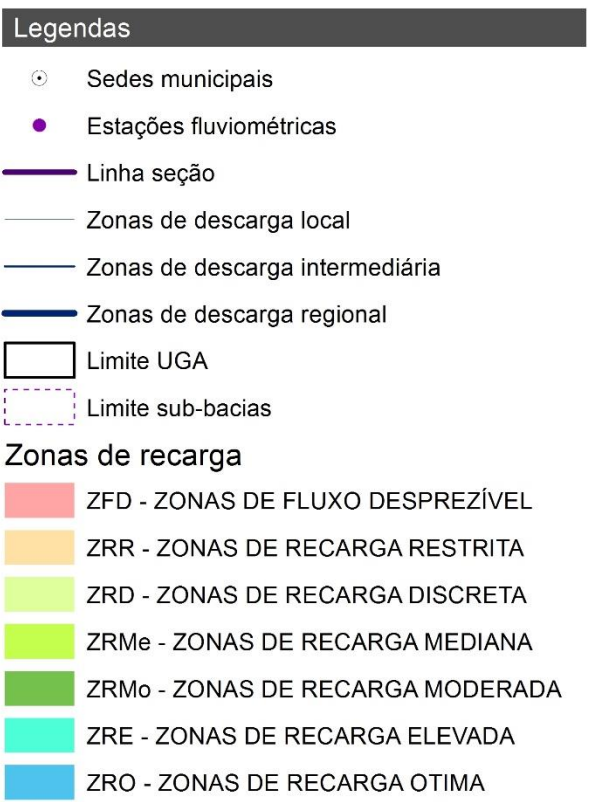 Legendas
Sedes municipais
Estações fluviométricas
Linha seção
Zonas de descarga local
Zonas de descarga intermediária
Zonas de descarga regional
Limite UGA
Limite sub-bacias
Zonas de recarga
ZFD - ZONAS DE FLUXO DESPREZÍVEL
ZRR - ZONAS DE RECARGA RESTRITA
ZRD - ZONAS DE RECARGA DISCRETA
ZRMe - ZONAS DE RECARGA MEDIANA
ZRMo - ZONAS DE RECARGA MODERADA
ZRE - ZONAS DE RECARGA ELEVADA
ZRO - ZONAS DE RECARGA OTIMA